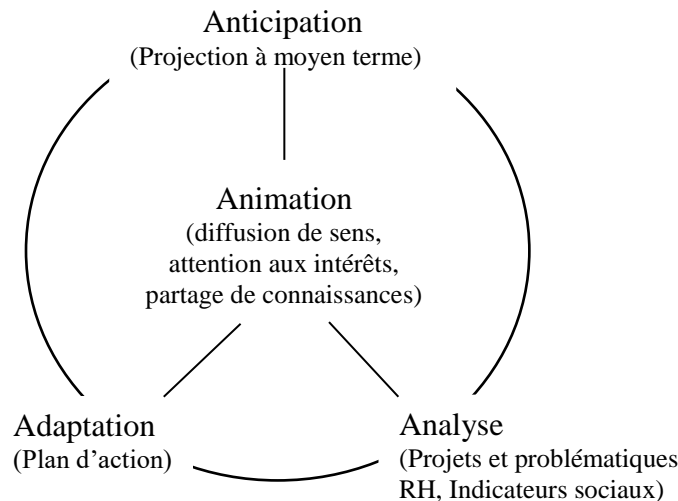 Anticipation
(Projection à moyen terme)
Animation
(diffusion de sens,
attention aux intérêts,
partage de connaissances)
Adaptation
(Plan d’action)
Analyse
(Projets et problématiques
RH, Indicateurs sociaux)